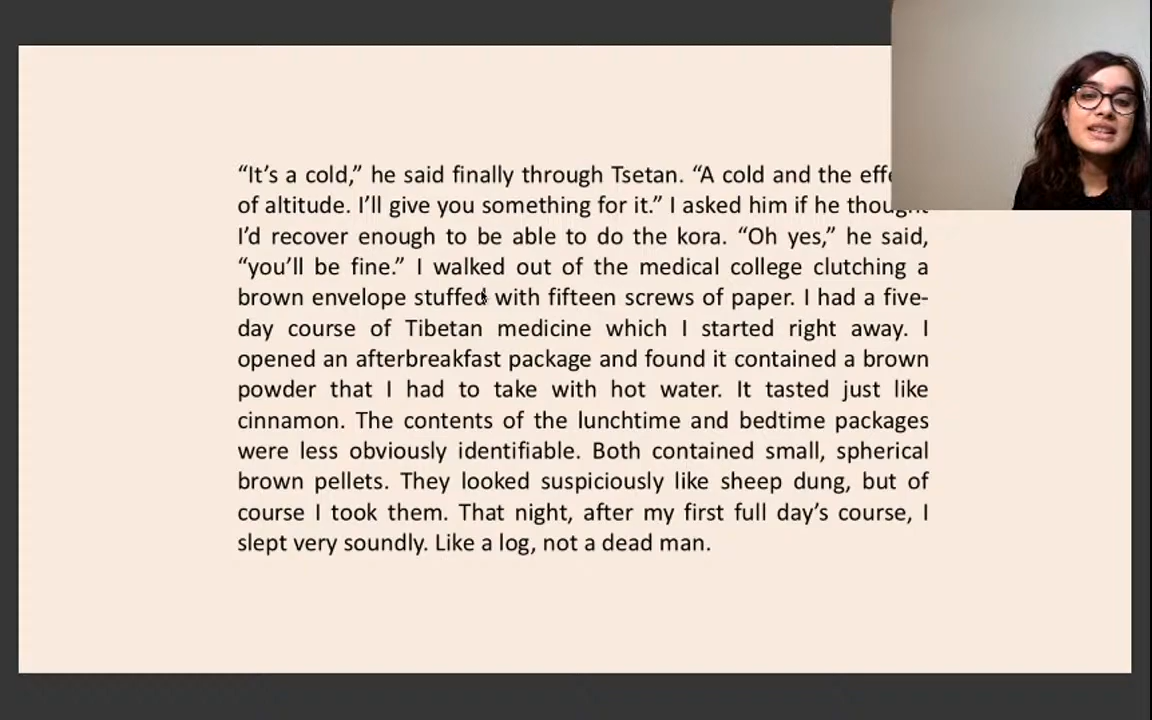 “It’s a cold,” he said finally through Tsetan. “A cold and the
of altitude. I’ll give you something for it.” I asked him if he
I’d recover enough to be able to do the kora. “Oh yes,” he said,
“you’ll be fine.” I walked out of the medical college clutching a
brown envelope stuffed with fifteen screws of paper. I had a five-
day course of Tibetan medicine which I started right away. I
opened an afterbreakfast package and found it contained a brown
powder that I had to take with hot water. It tasted just like
cinnamon. The contents of the lunchtime and bedtime packages
were less obviously identifiable. Both contained small, spherical
brown pellets. They looked suspiciously like sheep dung, but of
course I took them. That night, after my first full day’s course, I
slept very soundly. Like a log, not a dead man.